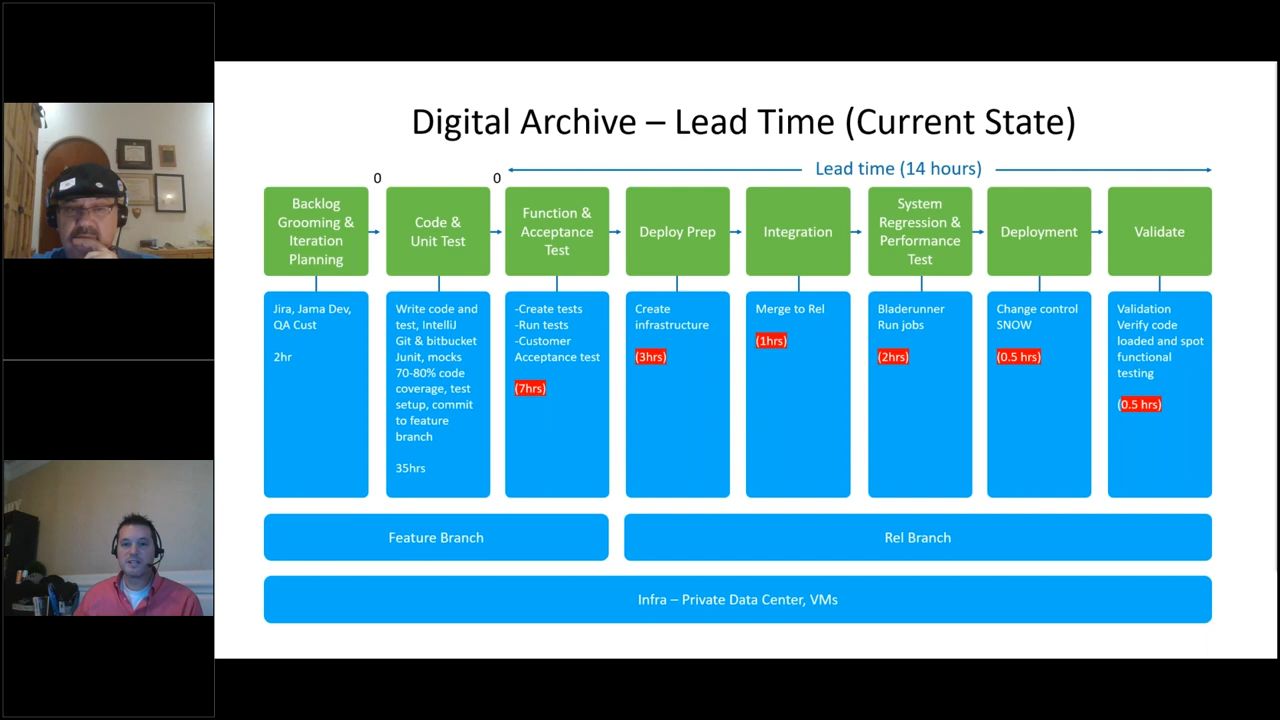 Digital Archive – Lead Time (Current State)
Lead time (14 hours)
0
0
Backlog
Grooming &
Iteration
Planning
Code &
Unit Test
Function &
Acceptance
Test
Deploy Prep
Integration
System
Regression &
Performance
Test
Deployment
Validate
Jira, Jama Dev,
QA Cust
2hr
Write code and
test, IntelliJ
Git & bitbucket
Junit, mocks
70-80% code
coverage, test
setup, commit
to feature
branch
35hrs
-Create tests
-Run tests
-Customer
Acceptance test
(7hrs)
Create
infrastructure
(3hrs)
Merge to Rel
(1hrs)
Bladerunner
Run jobs
(2hrs)
Change control
SNOW
(0.5 hrs)
Validation
Verify code
loaded and spot
functional
testing
(0.5 hrs)
Feature Branch
Rel Branch
Infra – Private Data Center, VMs